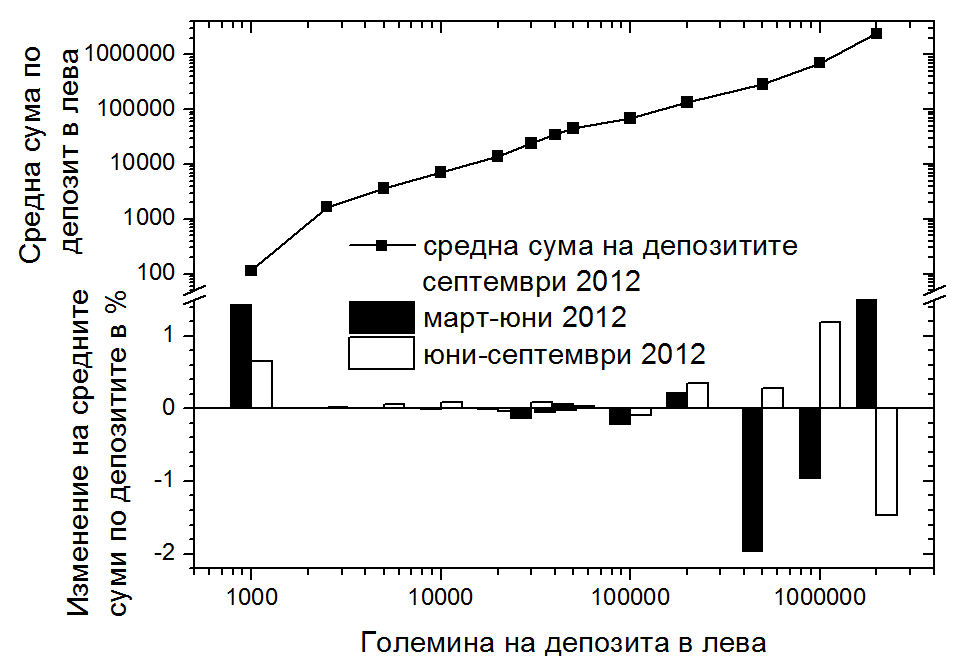 Средна сума по
депозит в лева
1000000
100000
10000
1000
100
средна сума на депозитите
септември 2012
март-юни 2012
юни-септември 2012
Изменение на средните
суми по депозитите в %
1
0
-1
-2
1000
10000
100000
1000000
Големина на депозита в лева